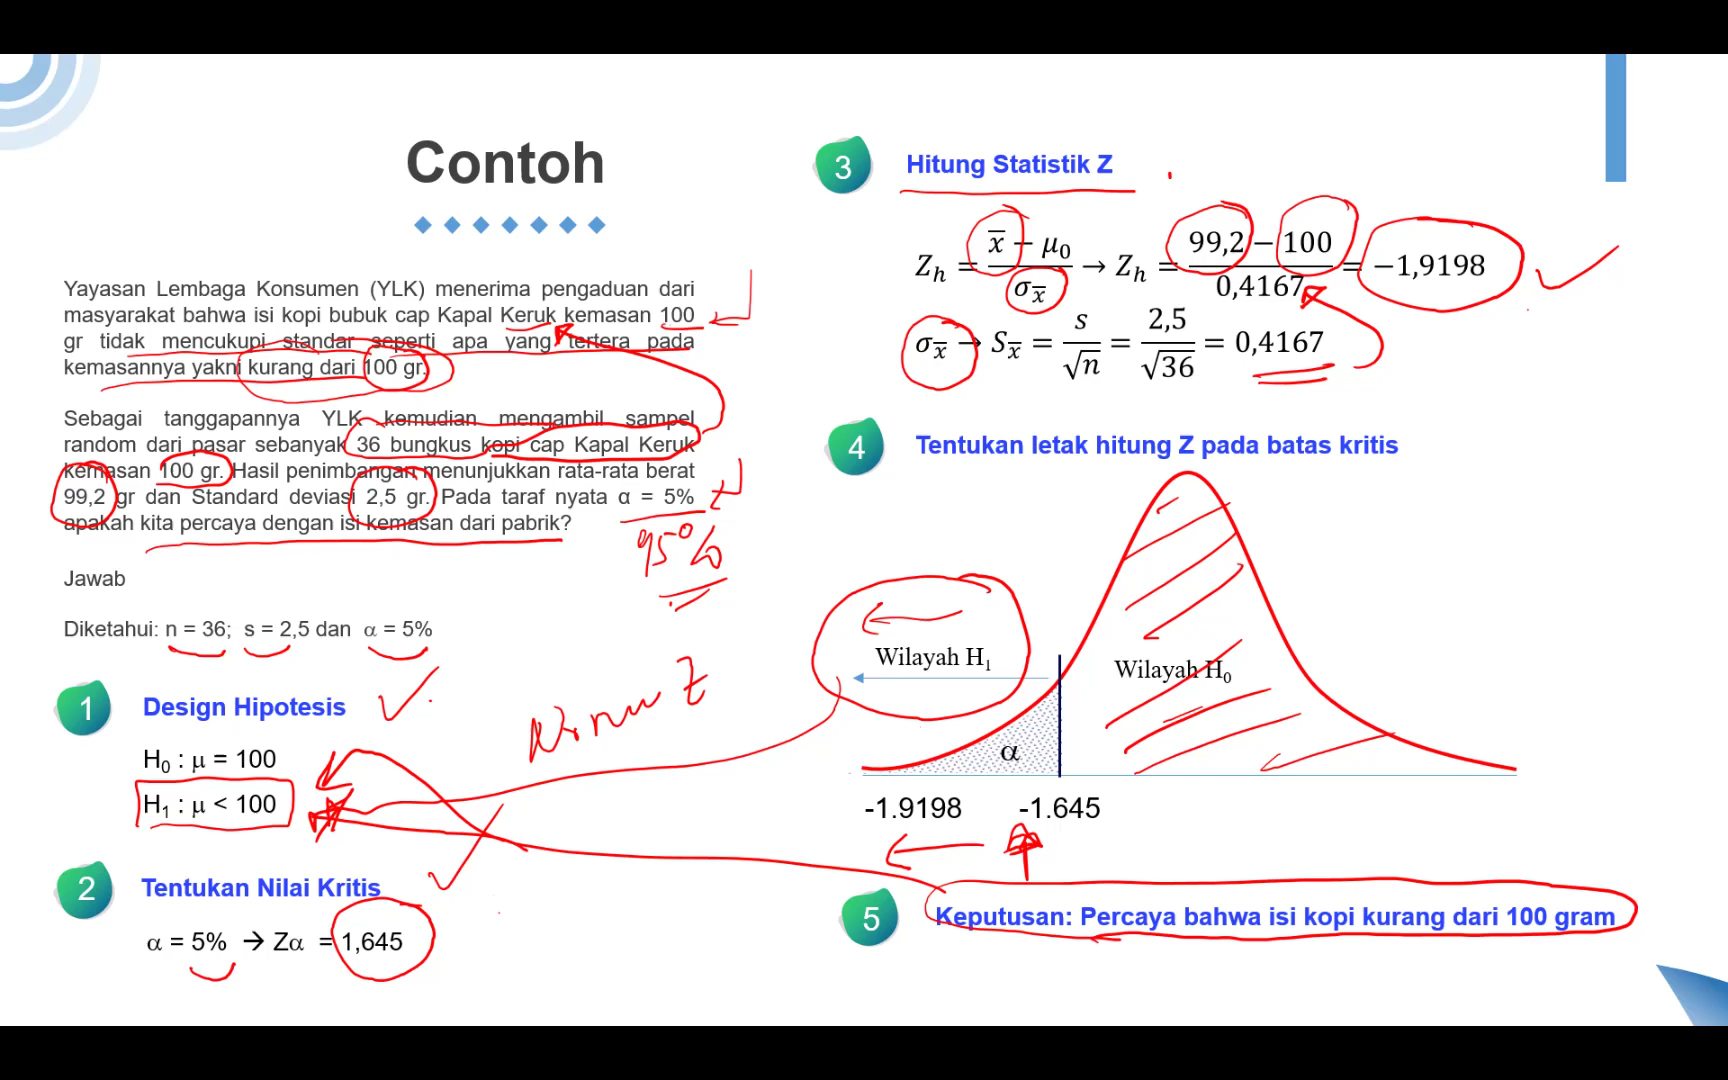 Contoh
Yayasan Lembaga Konsumen (YLK) menerima pengaduan dari
masyarakat bahwa isi kopi bubuk cap Kapal Keruk kemasan 100
gr tidak mencukupi standar seperti apa yang tertera pada
kemasannya yakni kurang dari 100 gr.
Sebagai tanggapannya YLK kemudian mengambil sampel
random dari pasar sebanyak 36 bungkus kopi cap Kapal Keruk
kemasan 100 gr. Hasil penimbangan menunjukkan rata-rata berat
99,2 gr dan Standard deviasi 2,5 gr. Pada taraf nyata α = 5%
apakah kita percaya dengan isi kemasan dari pabrik?
95%
Jawab
Diketahui: n = 36; s = 2,5 dan α = 5%
1 Design Hipotesis
H₀ : μ = 100
H₁ : μ < 100
2 Tentukan Nilai Kritis
α = 5% → Zα = 1,645
3 Hitung Statistik Z
Z_h = (x̄ − μ₀)/σ_x̄ → Z_h = (99,2 − 100)/0,4167 = −1,9198
σ_x̄ → S_x̄ = s/√n = 2,5/√36 = 0,4167
4 Tentukan letak hitung Z pada batas kritis
Wilayah H₁
Wilayah H₀
α
-1.9198 -1.645
5 Keputusan: Percaya bahwa isi kopi kurang dari 100 gram